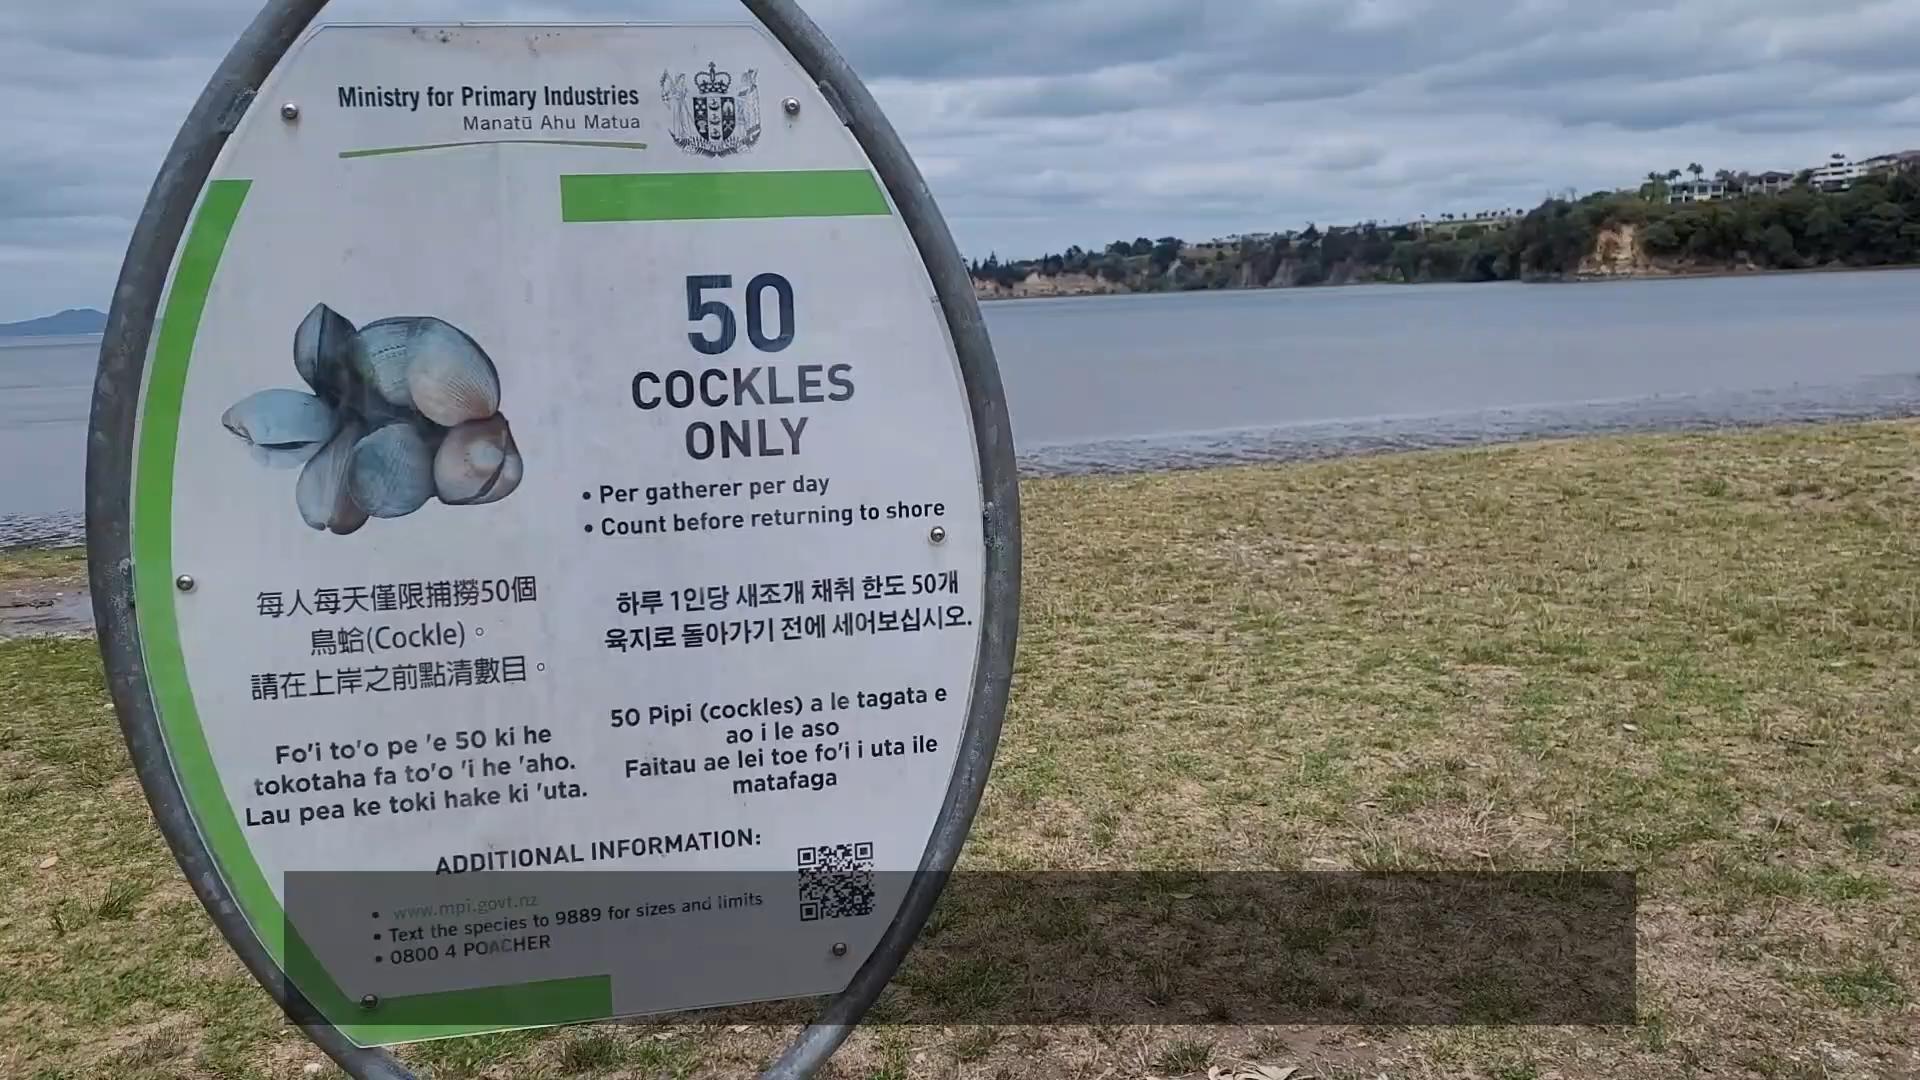 Ministry for Primary Industries
Manatū Ahu Matua
50
COCKLES
ONLY
• Per gatherer per day
• Count before returning to shore
每人每天僅限捕撈50個
鳥蛤(Cockle)。
請在上岸之前點清數目。
하루 1인당 새조개 채취 한도 50개
육지로 돌아가기 전에 세어보십시오.
Fo'i to'o pe 'e 50 ki he
tokotaha fa to'o 'i he 'aho.
Lau pea ke toki hake ki 'uta.
50 Pipi (cockles) a le tagata e
ao i le aso
Faitau ae lei toe fo'i i uta ile
matafaga
ADDITIONAL INFORMATION:
• www.mpi.govt.nz
• Text the species to 9889 for sizes and limits
• 0800 4 POACHER